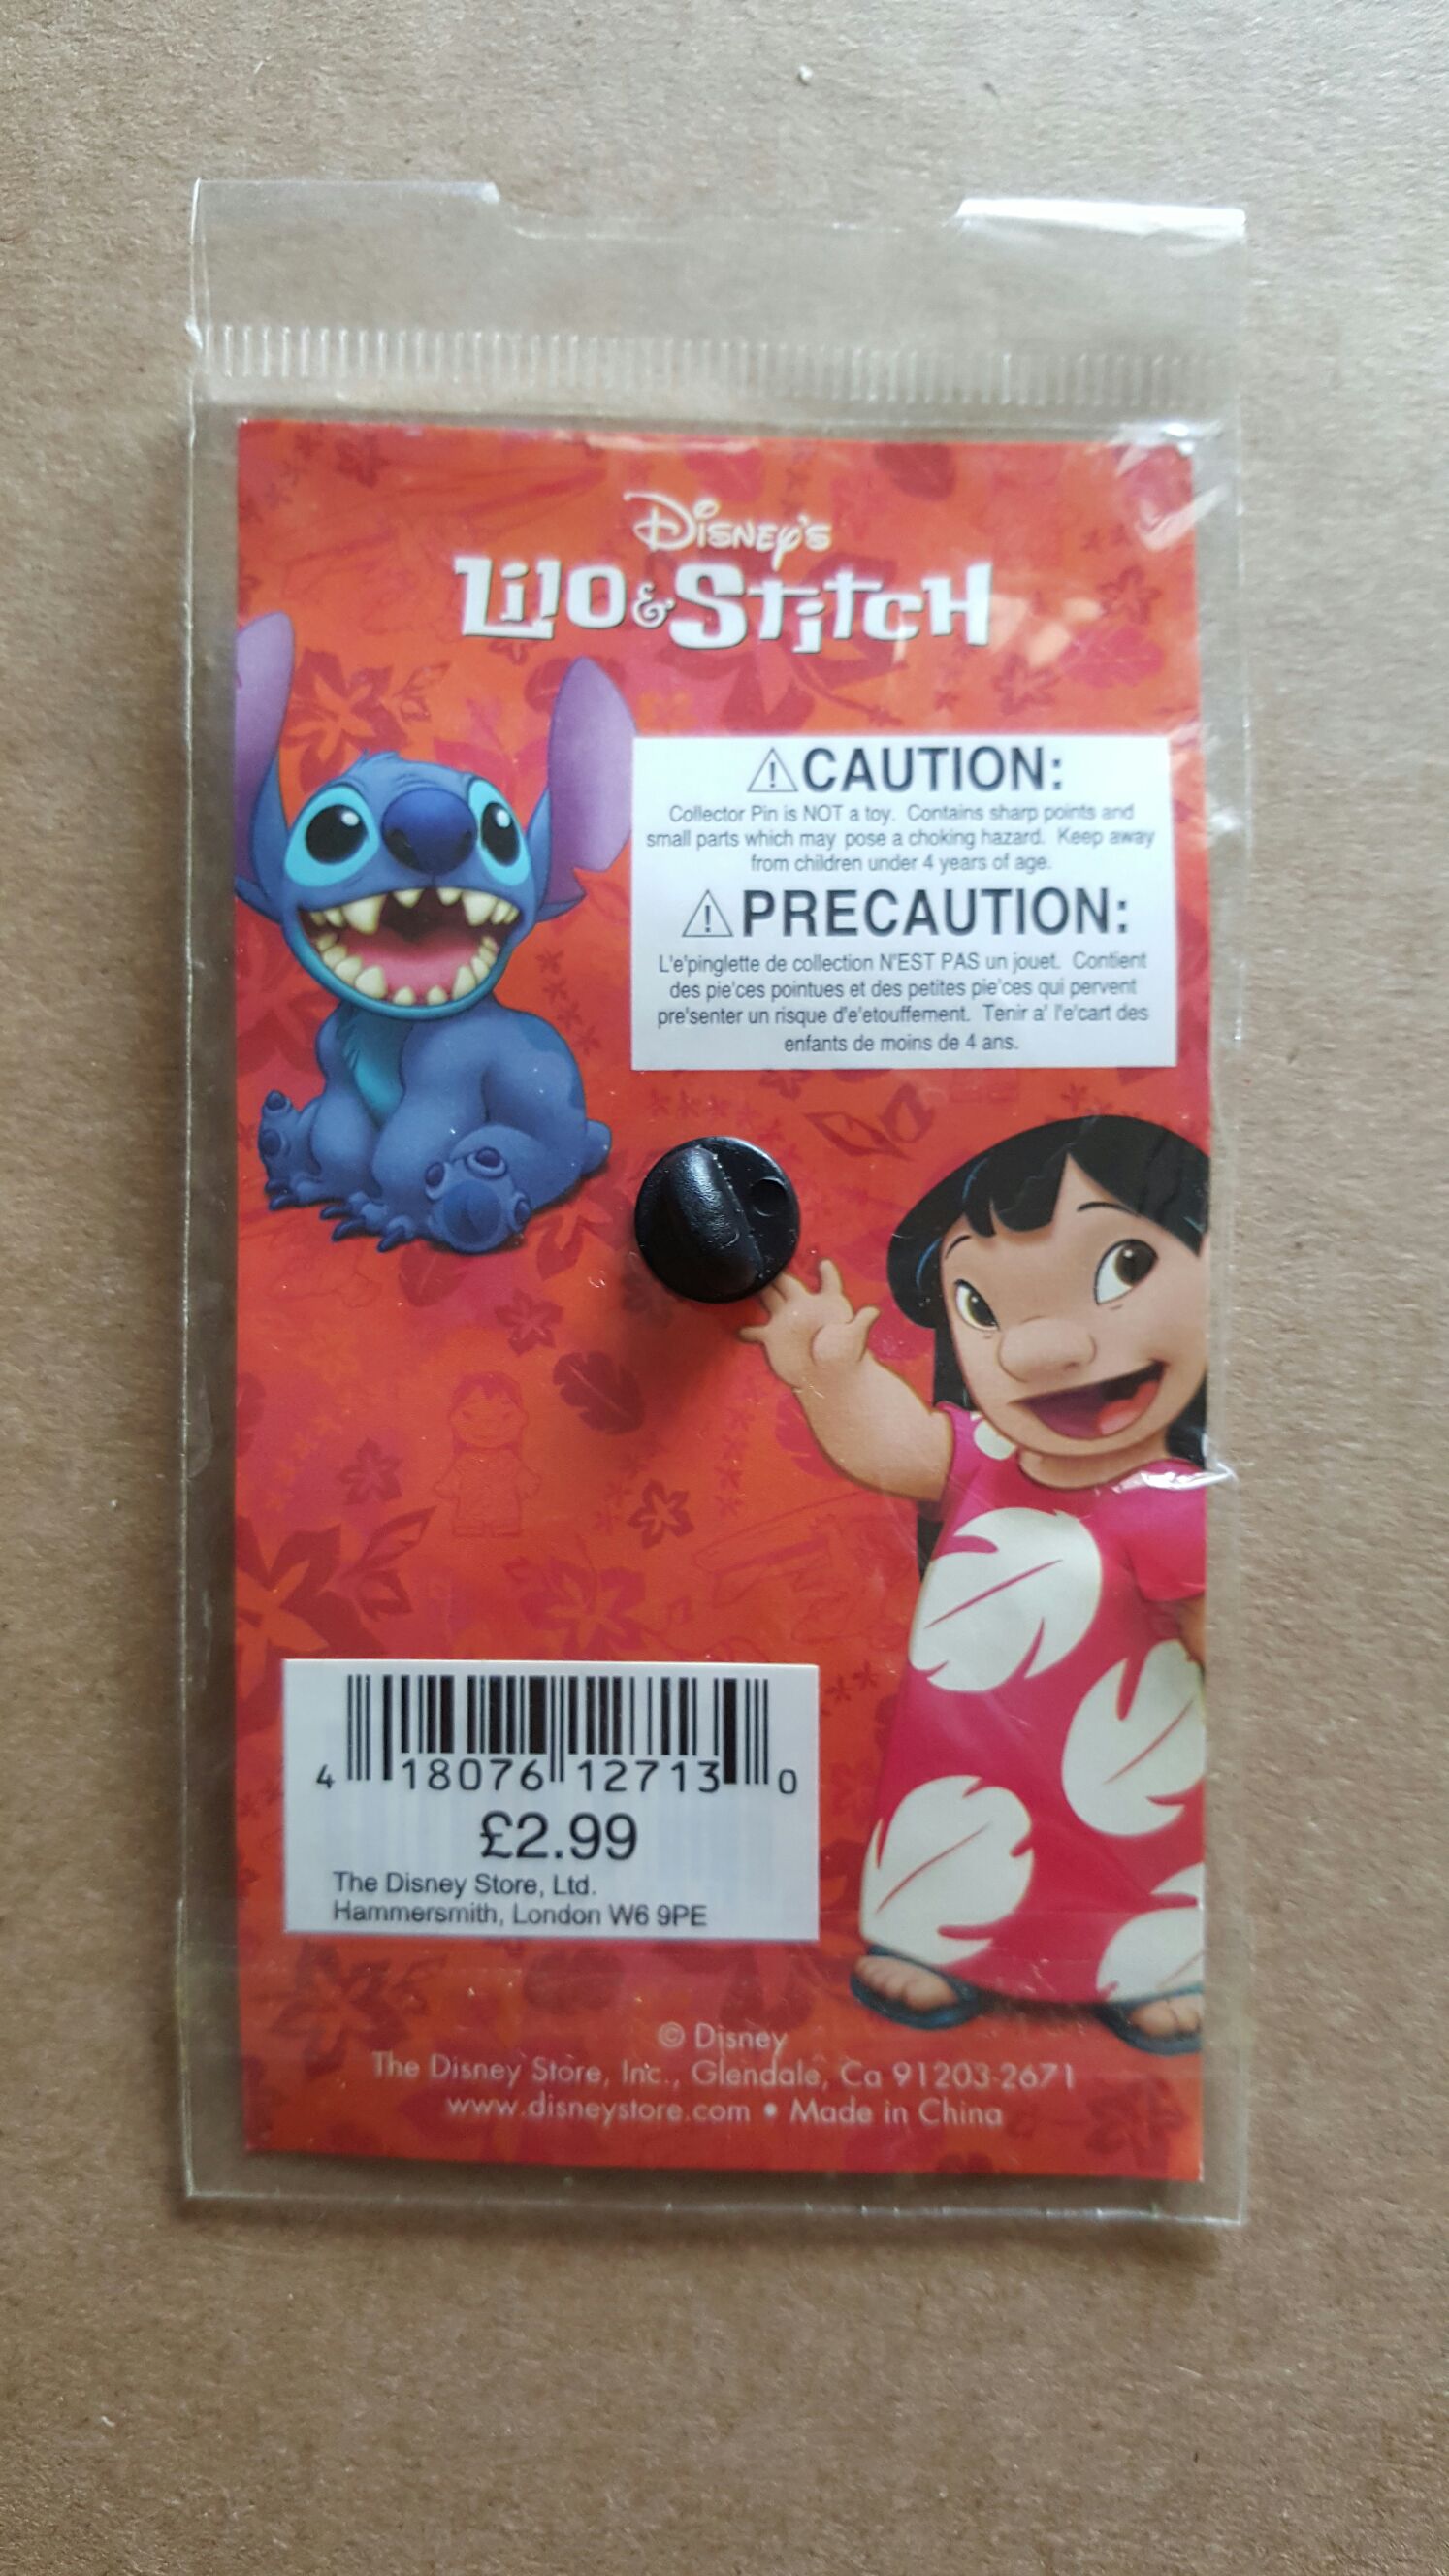 Disney's
Lilo & Stitch
⚠CAUTION:
Collector Pin is NOT a toy. Contains sharp points and
small parts which may pose a choking hazard. Keep away
from children under 4 years of age.
⚠PRECAUTION:
L'e'pinglette de collection N'EST PAS un jouet. Contient
des pie'ces pointues et des petites pie'ces qui pervent
pre'senter un risque d'e'etouffement. Tenir a' l'e'cart des
enfants de moins de 4 ans.
4 18076 12713 0
£2.99
The Disney Store, Ltd.
Hammersmith, London W6 9PE
© Disney
The Disney Store, Inc., Glendale, Ca 91203-2671
www.disneystore.com • Made in China